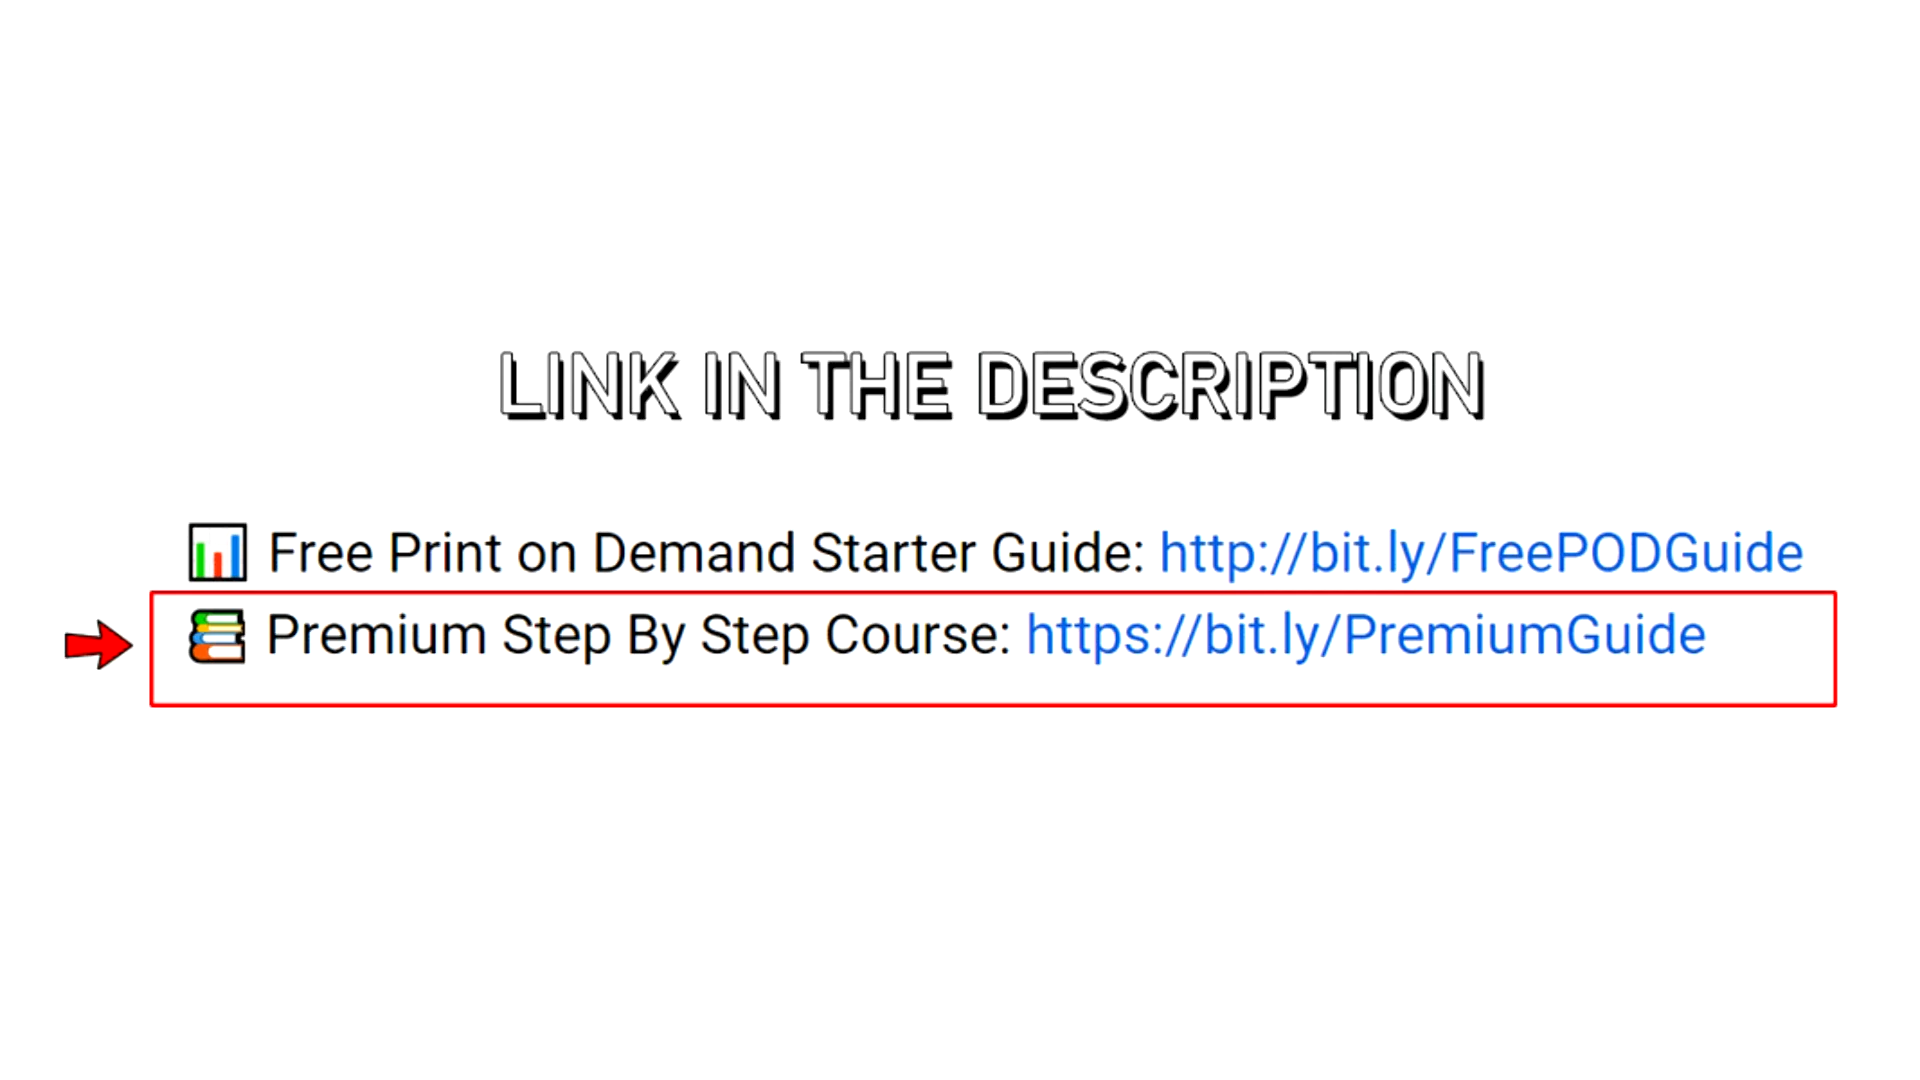 LINK IN THE DESCRIPTION
Free Print on Demand Starter Guide: http://bit.ly/FreePODGuide
Premium Step By Step Course: https://bit.ly/PremiumGuide